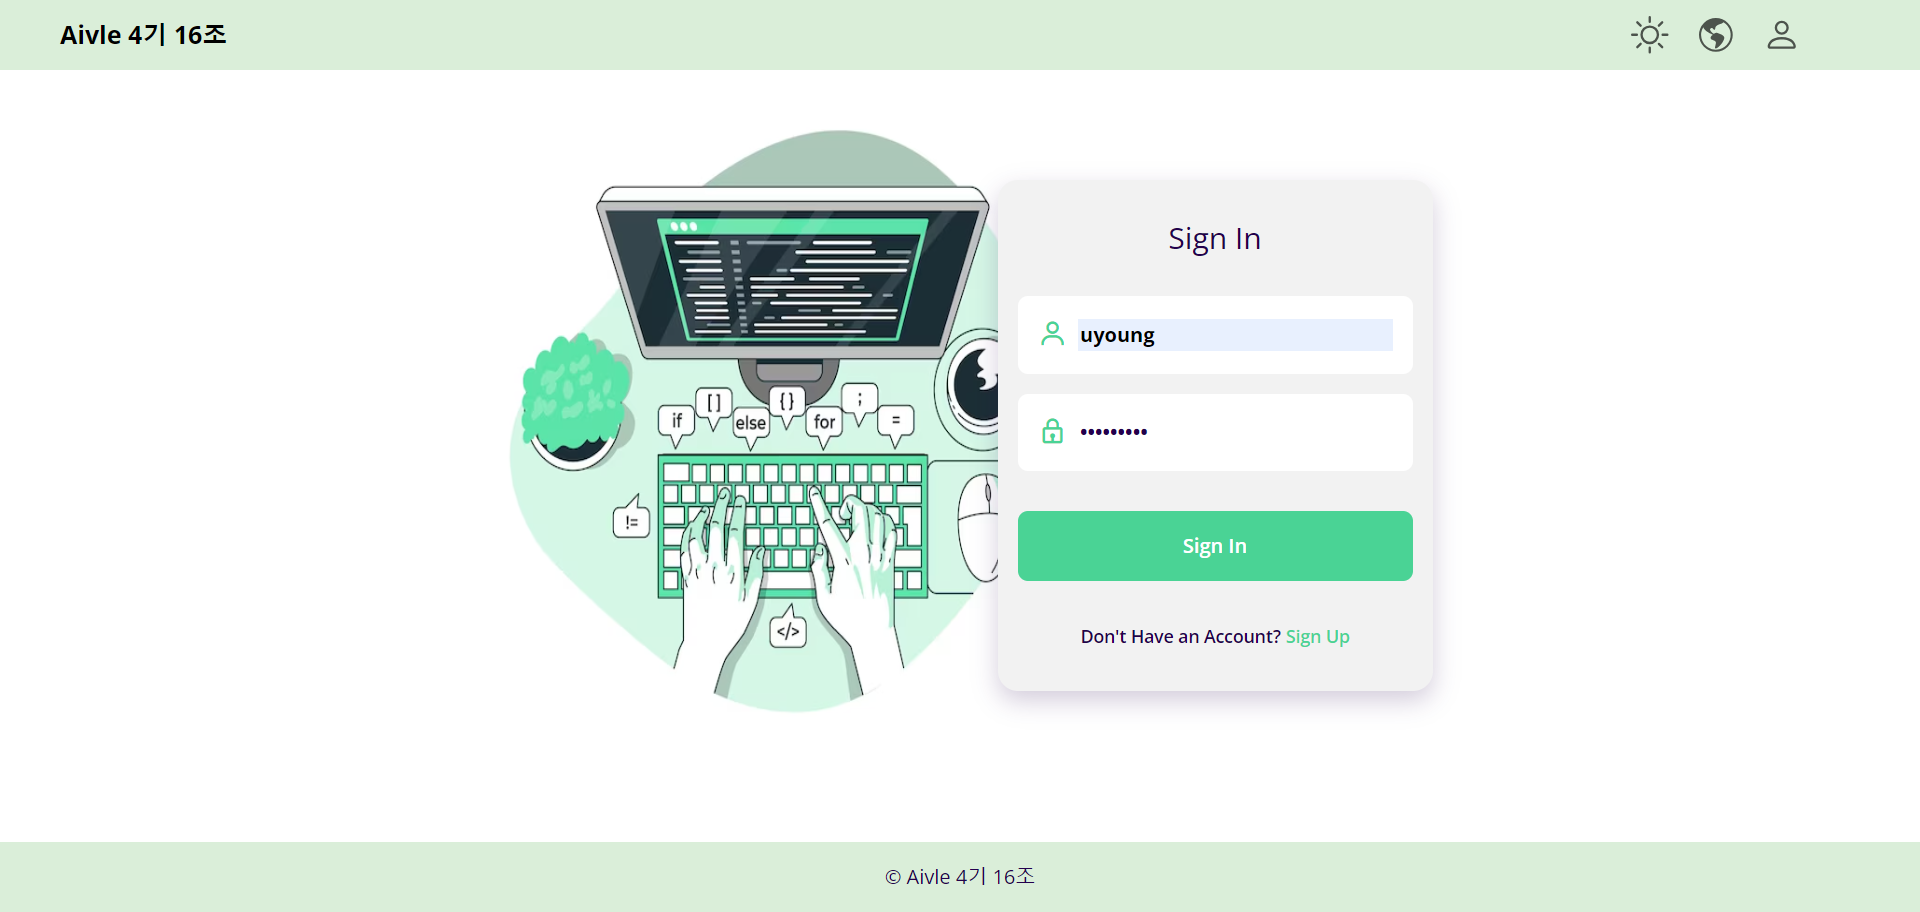 Aivle 4기 16조
if
[ ]
else
{ }
for
;
=
!=
</>
Sign In
uyoung
•••••••••
Sign In
Don't Have an Account? Sign Up
© Aivle 4기 16조